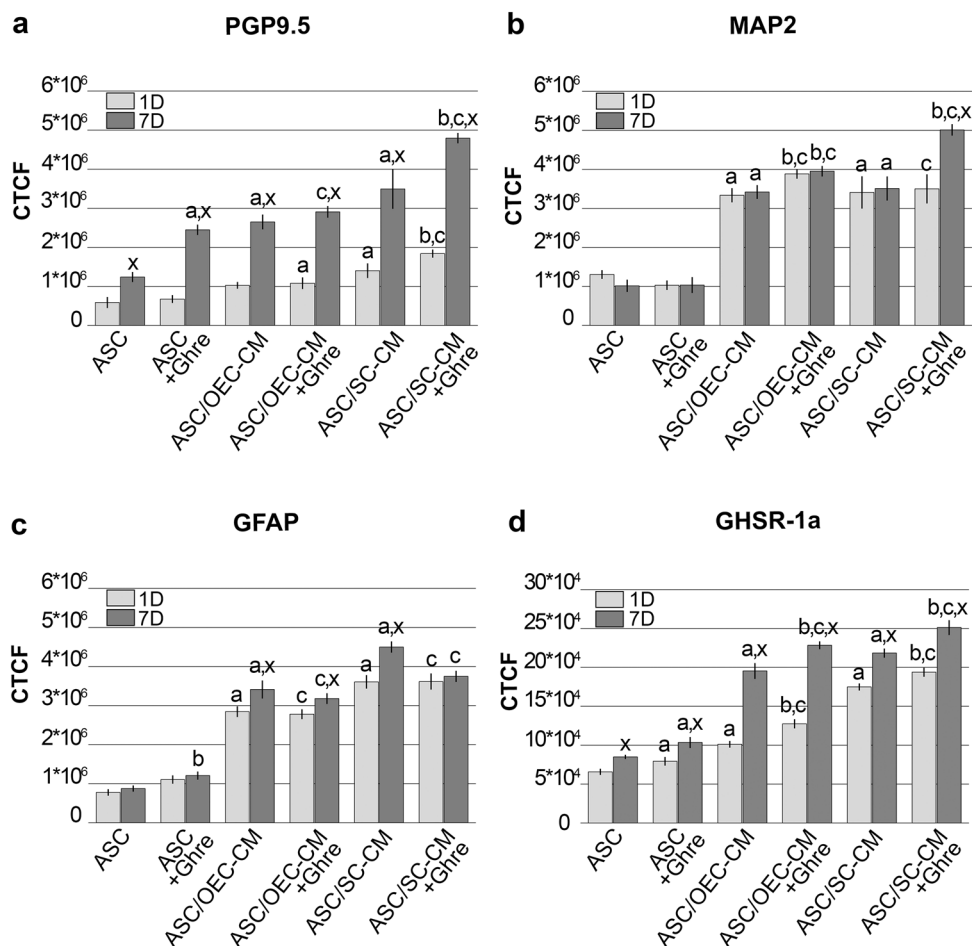 a
PGP9.5
6*10⁶
5*10⁶
4*10⁶
3*10⁶
2*10⁶
1*10⁶
0
CTCF
1D
7D
x
a,x
a,x
a
c,x
a
a,x
b,c
b,c,x
ASC
ASC
+Ghre
ASC/OEC-CM
ASC/OEC-CM
+Ghre
ASC/SC-CM
ASC/SC-CM
+Ghre
b
MAP2
6*10⁶
5*10⁶
4*10⁶
3*10⁶
2*10⁶
1*10⁶
0
CTCF
1D
7D
a a
b,c b,c
a a
c
b,c,x
ASC
ASC
+Ghre
ASC/OEC-CM
ASC/OEC-CM
+Ghre
ASC/SC-CM
ASC/SC-CM
+Ghre
c
GFAP
6*10⁶
5*10⁶
4*10⁶
3*10⁶
2*10⁶
1*10⁶
0
CTCF
1D
7D
b
a
a,x
c
c,x
a
a,x
c c
ASC
ASC
+Ghre
ASC/OEC-CM
ASC/OEC-CM
+Ghre
ASC/SC-CM
ASC/SC-CM
+Ghre
d
GHSR-1a
30*10⁴
25*10⁴
20*10⁴
15*10⁴
10*10⁴
5*10⁴
0
CTCF
1D
7D
x
a
a,x
a
a,x
b,c
b,c,x
a
a,x
b,c
b,c,x
ASC
ASC
+Ghre
ASC/OEC-CM
ASC/OEC-CM
+Ghre
ASC/SC-CM
ASC/SC-CM
+Ghre